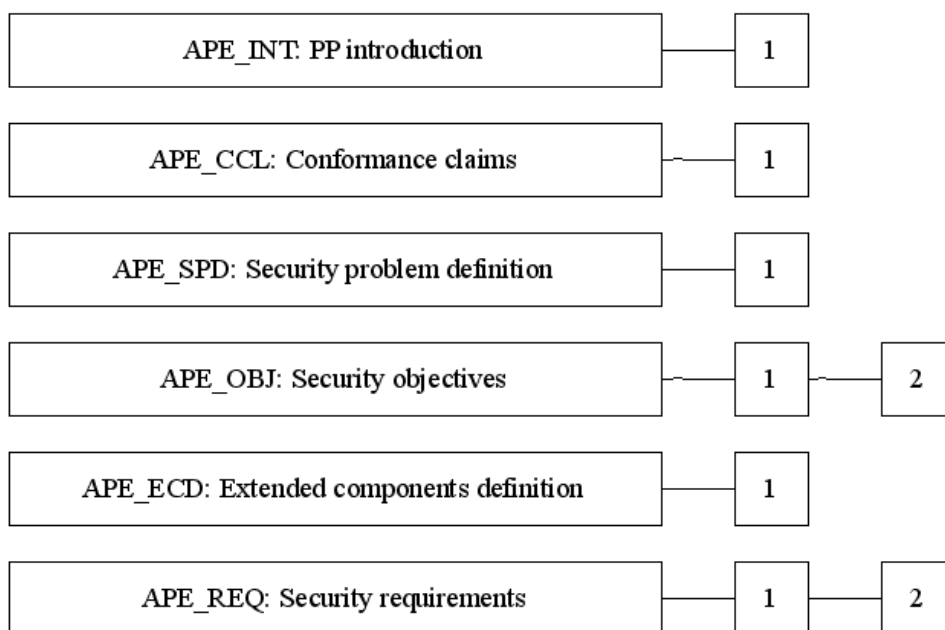 APE_INT: PP introduction 1
APE_CCL: Conformance claims 1
APE_SPD: Security problem definition 1
APE_OBJ: Security objectives 1 2
APE_ECD: Extended components definition 1
APE_REQ: Security requirements 1 2